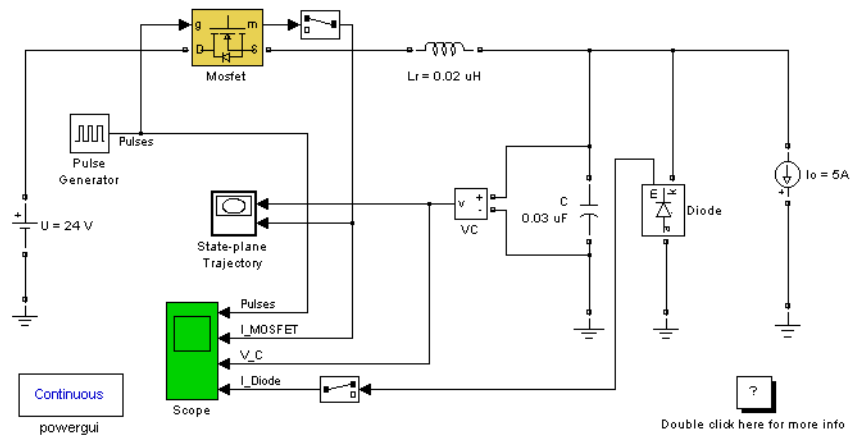 g
m
D
S
Mosfet
Lr = 0.02 uH
Pulses
Pulse
Generator
+
U = 24 V
State-plane
Trajectory
v
+
-
VC
C
0.03 uF
m
k
a
Diode
Io = 5A
+
Pulses
I_MOSFET
V_C
I_Diode
Scope
Continuous
powergui
?
Double click here for more info